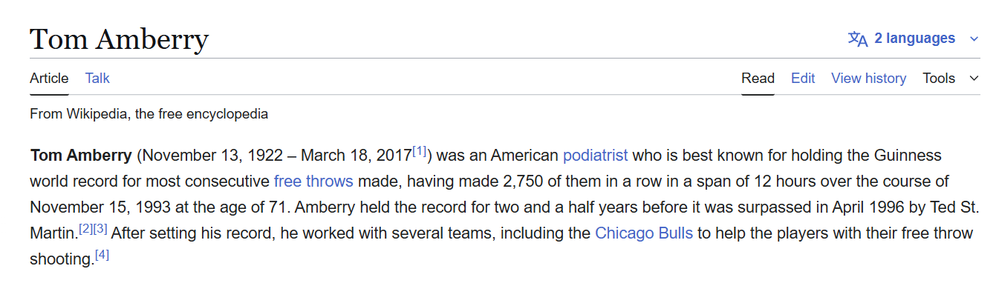 Tom Amberry
2 languages
Article Talk Read Edit View history Tools
From Wikipedia, the free encyclopedia
Tom Amberry (November 13, 1922 – March 18, 2017[1]) was an American podiatrist who is best known for holding the Guinness
world record for most consecutive free throws made, having made 2,750 of them in a row in a span of 12 hours over the course of
November 15, 1993 at the age of 71. Amberry held the record for two and a half years before it was surpassed in April 1996 by Ted St.
Martin.[2][3] After setting his record, he worked with several teams, including the Chicago Bulls to help the players with their free throw
shooting.[4]